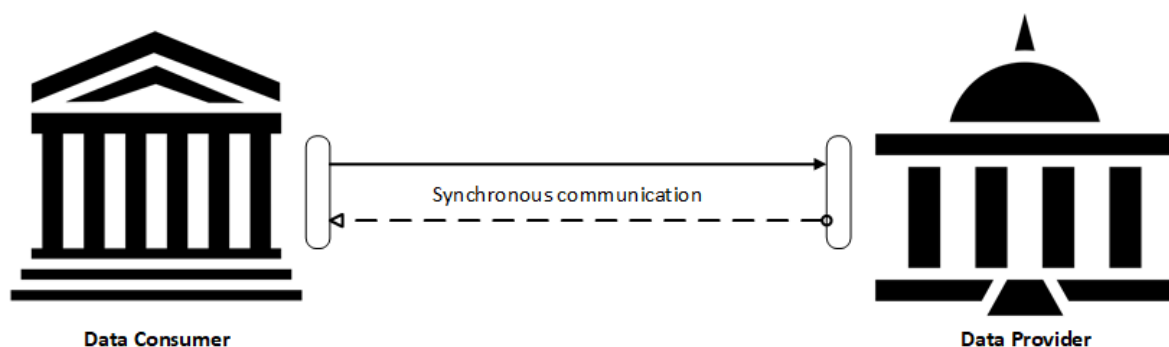 Synchronous communication
Data Consumer
Data Provider